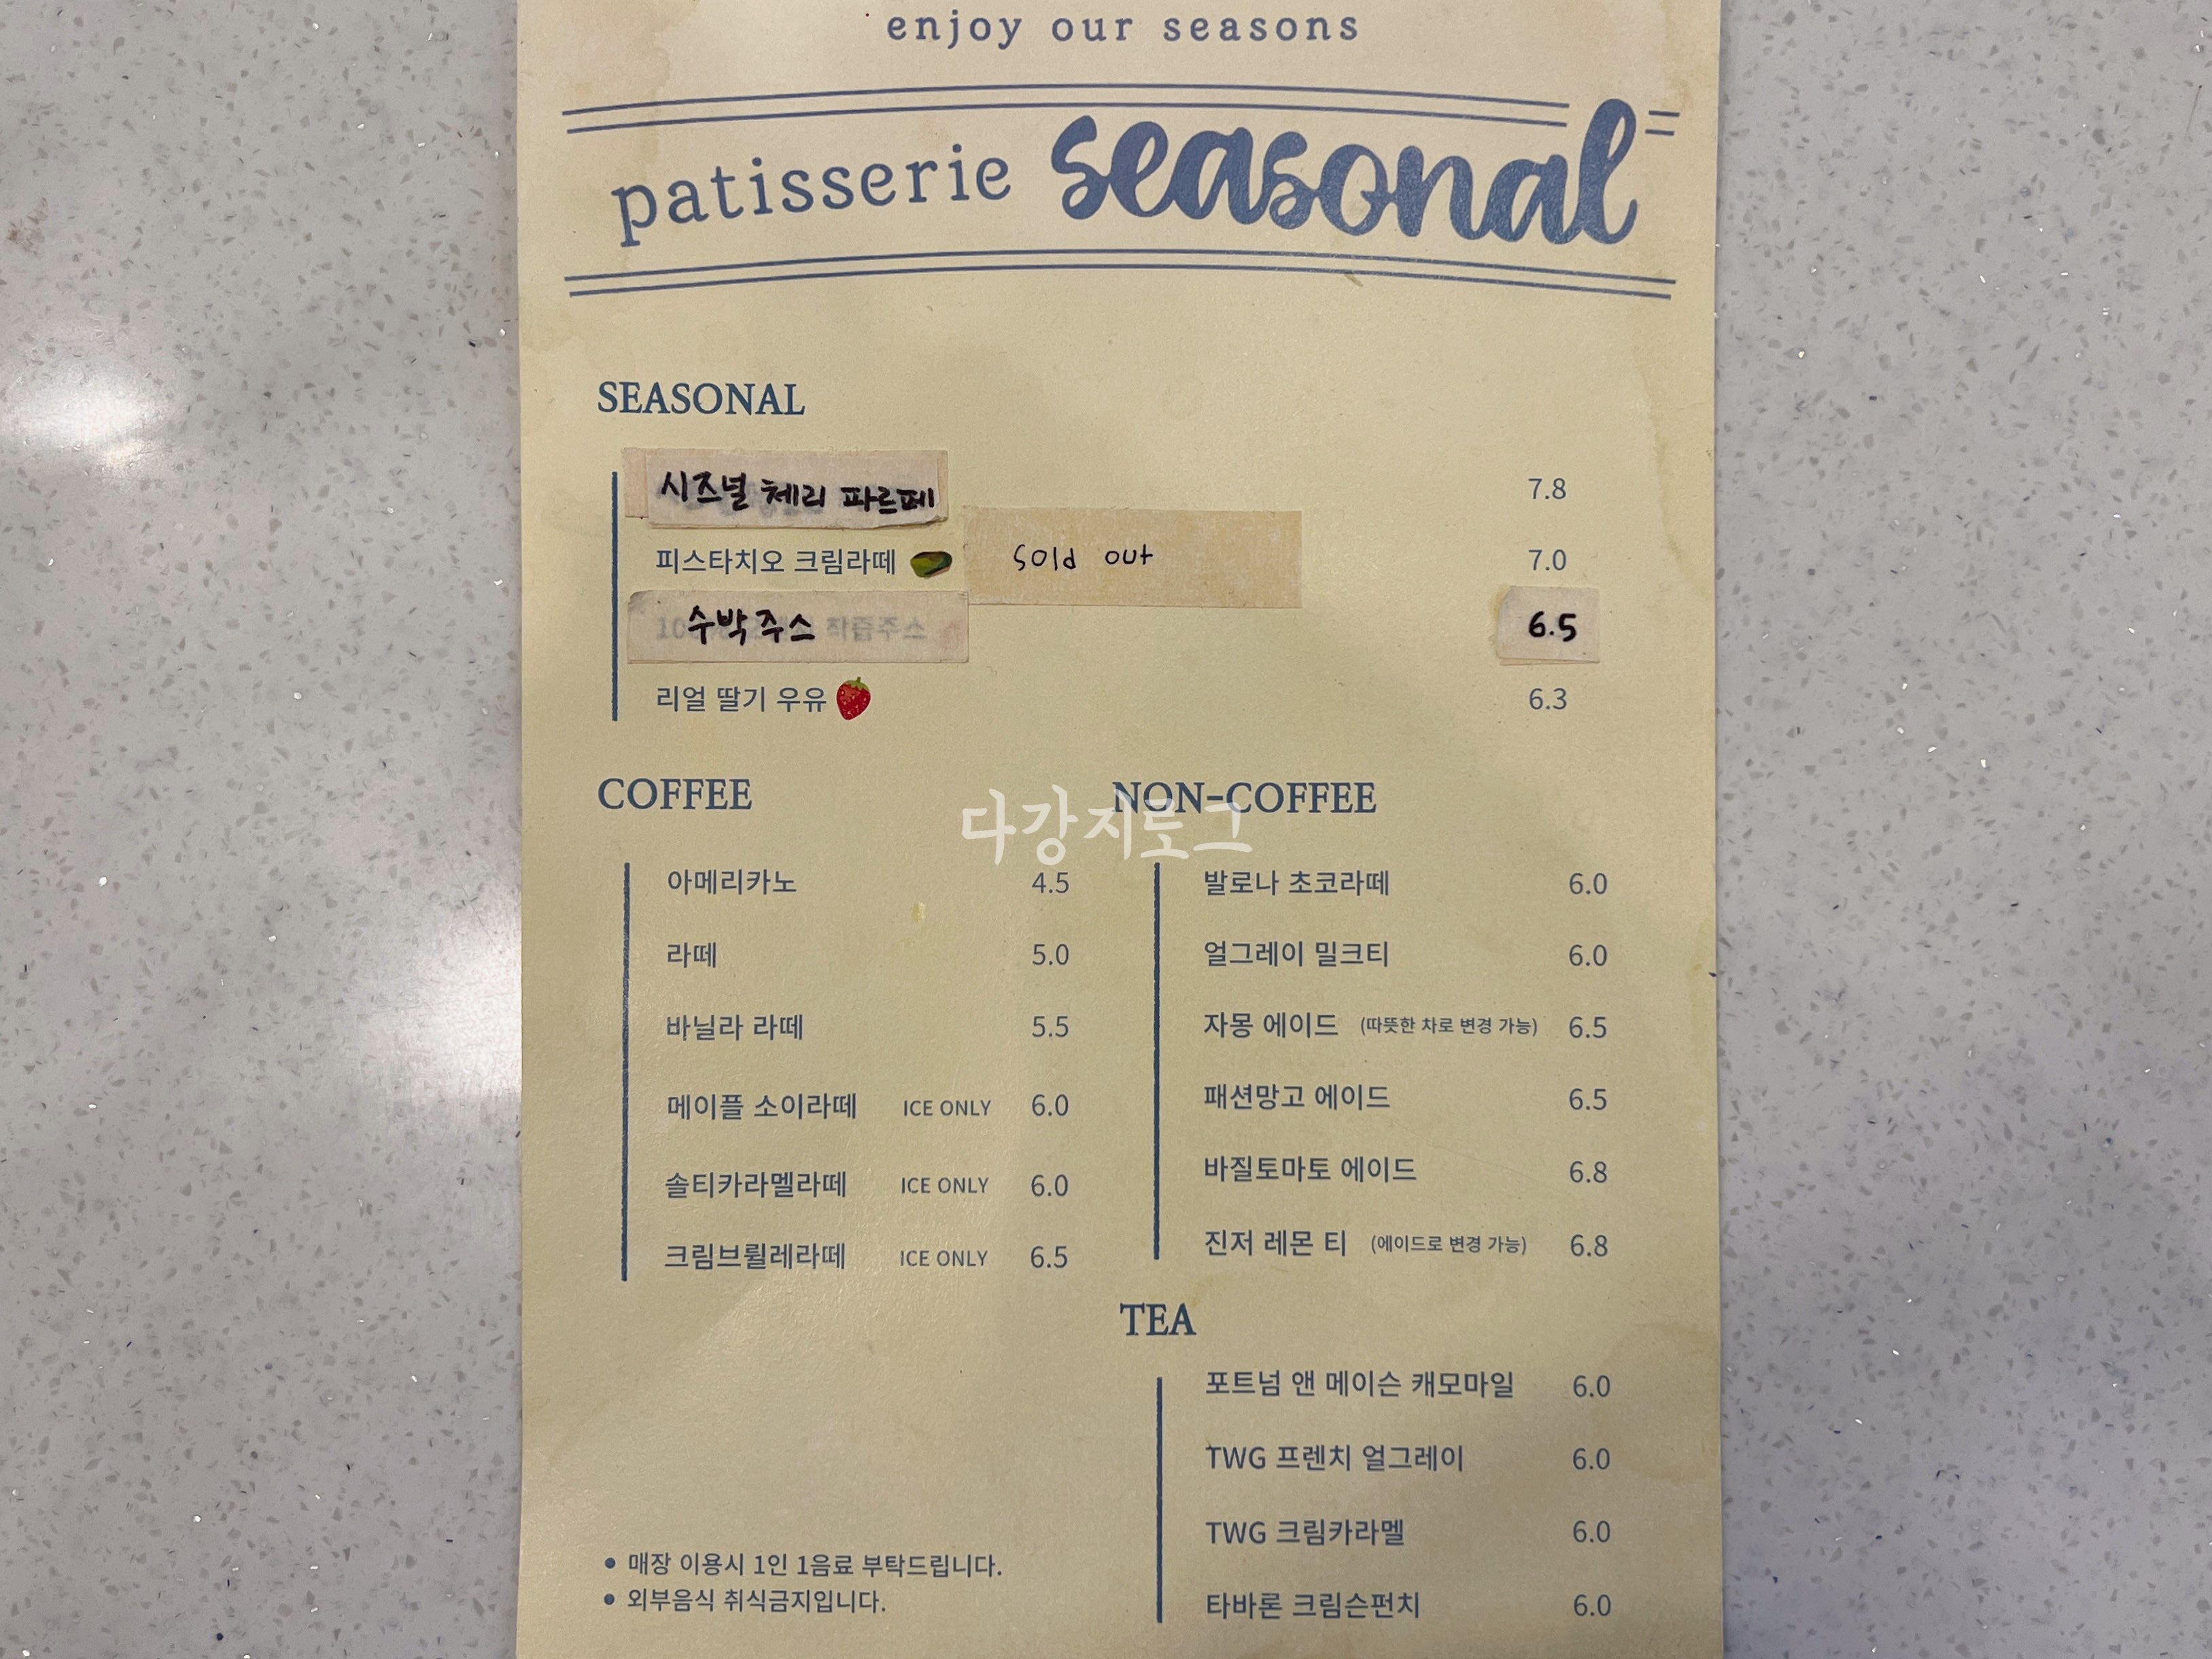 enjoy our seasons
patisserie seasonal
SEASONAL
시즈널 체리 파르페 7.8
피스타치오 크림라떼 sold out 7.0
수박주스 6.5
리얼 딸기 우유 6.3
COFFEE
아메리카노 4.5
라떼 5.0
바닐라 라떼 5.5
메이플 소이라떼 ICE ONLY 6.0
솔티카라멜라떼 ICE ONLY 6.0
크림브륄레라떼 ICE ONLY 6.5
다강지로그
NON-COFFEE
발로나 초코라떼 6.0
얼그레이 밀크티 6.0
자몽 에이드 (따뜻한 차로 변경 가능) 6.5
패션망고 에이드 6.5
바질토마토 에이드 6.8
진저 레몬 티 (에이드로 변경 가능) 6.8
TEA
포트넘 앤 메이슨 캐모마일 6.0
TWG 프렌치 얼그레이 6.0
TWG 크림카라멜 6.0
타바론 크림슨펀치 6.0
• 매장 이용시 1인 1음료 부탁드립니다.
• 외부음식 취식금지입니다.